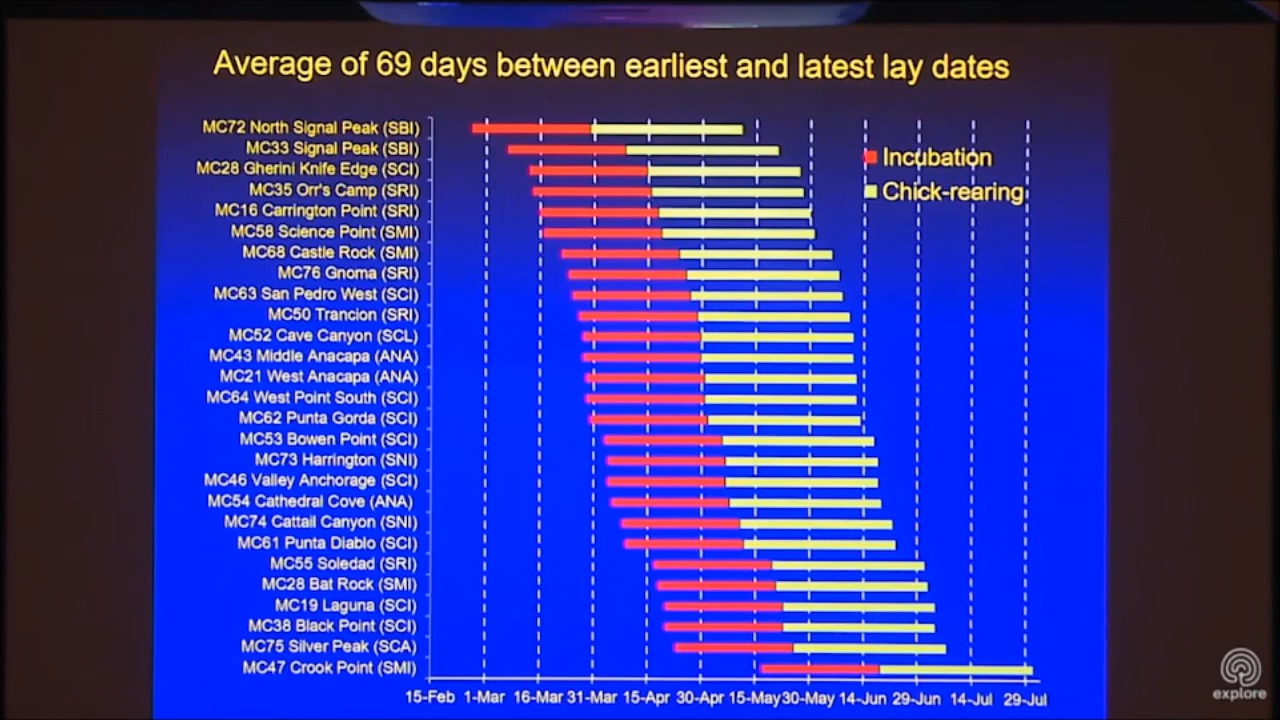 Average of 69 days between earliest and latest lay dates
MC72 North Signal Peak (SBI)
MC33 Signal Peak (SBI)
MC28 Gherini Knife Edge (SCI)
MC35 Orr's Camp (SRI)
MC16 Carrington Point (SRI)
MC58 Science Point (SMI)
MC68 Castle Rock (SMI)
MC76 Gnoma (SRI)
MC63 San Pedro West (SCI)
MC50 Trancion (SRI)
MC52 Cave Canyon (SCL)
MC43 Middle Anacapa (ANA)
MC21 West Anacapa (ANA)
MC64 West Point South (SCI)
MC62 Punta Gorda (SCI)
MC53 Bowen Point (SCI)
MC73 Harrington (SNI)
MC46 Valley Anchorage (SCI)
MC54 Cathedral Cove (ANA)
MC74 Cattail Canyon (SNI)
MC61 Punta Diablo (SCI)
MC55 Soledad (SRI)
MC28 Bat Rock (SMI)
MC19 Laguna (SCI)
MC38 Black Point (SCI)
MC75 Silver Peak (SCA)
MC47 Crook Point (SMI)
Incubation
Chick-rearing
15-Feb 1-Mar 16-Mar 31-Mar 15-Apr 30-Apr 15-May 30-May 14-Jun 29-Jun 14-Jul 29-Jul
explore